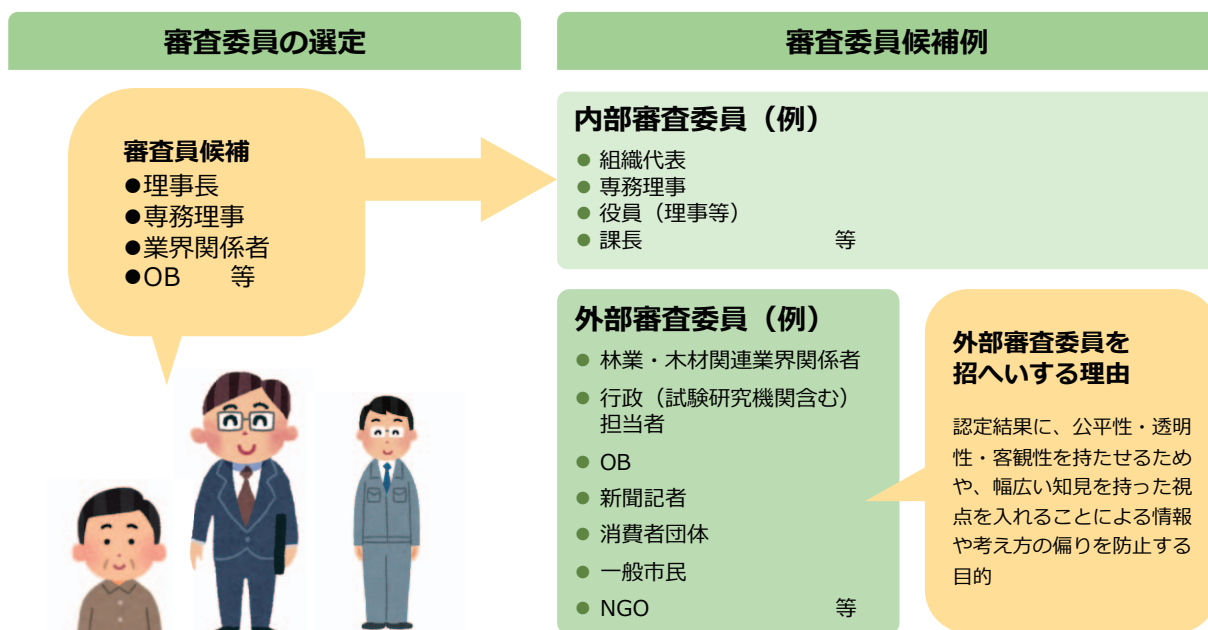 審査委員の選定
審査員候補
●理事長
●専務理事
●業界関係者
●OB　　等
審査委員候補例
内部審査委員（例）
● 組織代表
● 専務理事
● 役員（理事等）
● 課長　　　　　　　等
外部審査委員（例）
● 林業・木材関連業界関係者
● 行政（試験研究機関含む）
担当者
● OB
● 新聞記者
● 消費者団体
● 一般市民
● NGO　　　　　　　等
外部審査委員を
招へいする理由
認定結果に、公平性・透明
性・客観性を持たせるため
や、幅広い知見を持った視
点を入れることによる情報
や考え方の偏りを防止する
目的